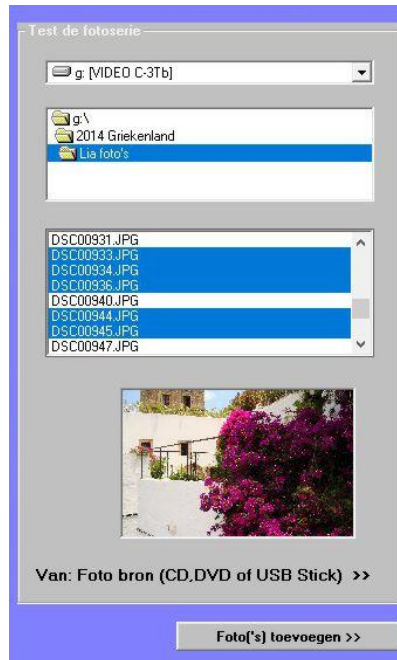 Test de fotoserie
g: [VIDEO C-3Tb]
g:\
2014 Griekenland
Lia foto's
DSC00931.JPG
DSC00933.JPG
DSC00934.JPG
DSC00936.JPG
DSC00940.JPG
DSC00944.JPG
DSC00945.JPG
DSC00947.JPG
Van: Foto bron (CD,DVD of USB Stick) >>
Foto('s) toevoegen >>